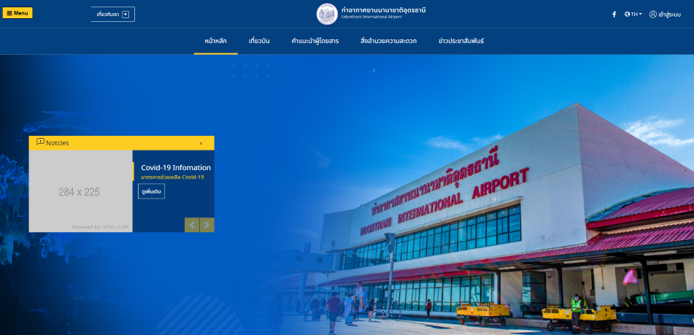 Menu
เกี่ยวกับเรา
ท่าอากาศยานนานาชาติอุดรธานี
Udonthani International Airport
TH
เข้าสู่ระบบ
หน้าหลัก
เที่ยวบิน
คำแนะนำผู้โดยสาร
สิ่งอำนวยความสะดวก
ข่าวประชาสัมพันธ์
Notcies
×
284 x 225
Powered by HTML.COM
Covid-19 Infomation
มาตรการช่วยเหลือ Covid-19
ดูเพิ่มเติม
ท่าอากาศยานนานาชาติอุดรธานี
UDONTHANI INTERNATIONAL AIRPORT